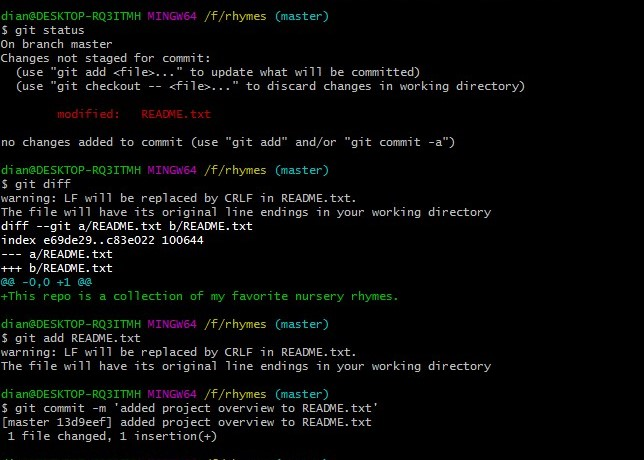 dian@DESKTOP-RQ3ITMH MINGW64 /f/rhymes (master)
$ git status
On branch master
Changes not staged for commit:
  (use "git add <file>..." to update what will be committed)
  (use "git checkout -- <file>..." to discard changes in working directory)
        modified:   README.txt
no changes added to commit (use "git add" and/or "git commit -a")
dian@DESKTOP-RQ3ITMH MINGW64 /f/rhymes (master)
$ git diff
warning: LF will be replaced by CRLF in README.txt.
The file will have its original line endings in your working directory
diff --git a/README.txt b/README.txt
index e69de29..c83e022 100644
--- a/README.txt
+++ b/README.txt
@@ -0,0 +1 @@
+This repo is a collection of my favorite nursery rhymes.
dian@DESKTOP-RQ3ITMH MINGW64 /f/rhymes (master)
$ git add README.txt
warning: LF will be replaced by CRLF in README.txt.
The file will have its original line endings in your working directory
dian@DESKTOP-RQ3ITMH MINGW64 /f/rhymes (master)
$ git commit -m 'added project overview to README.txt'
[master 13d9eef] added project overview to README.txt
 1 file changed, 1 insertion(+)